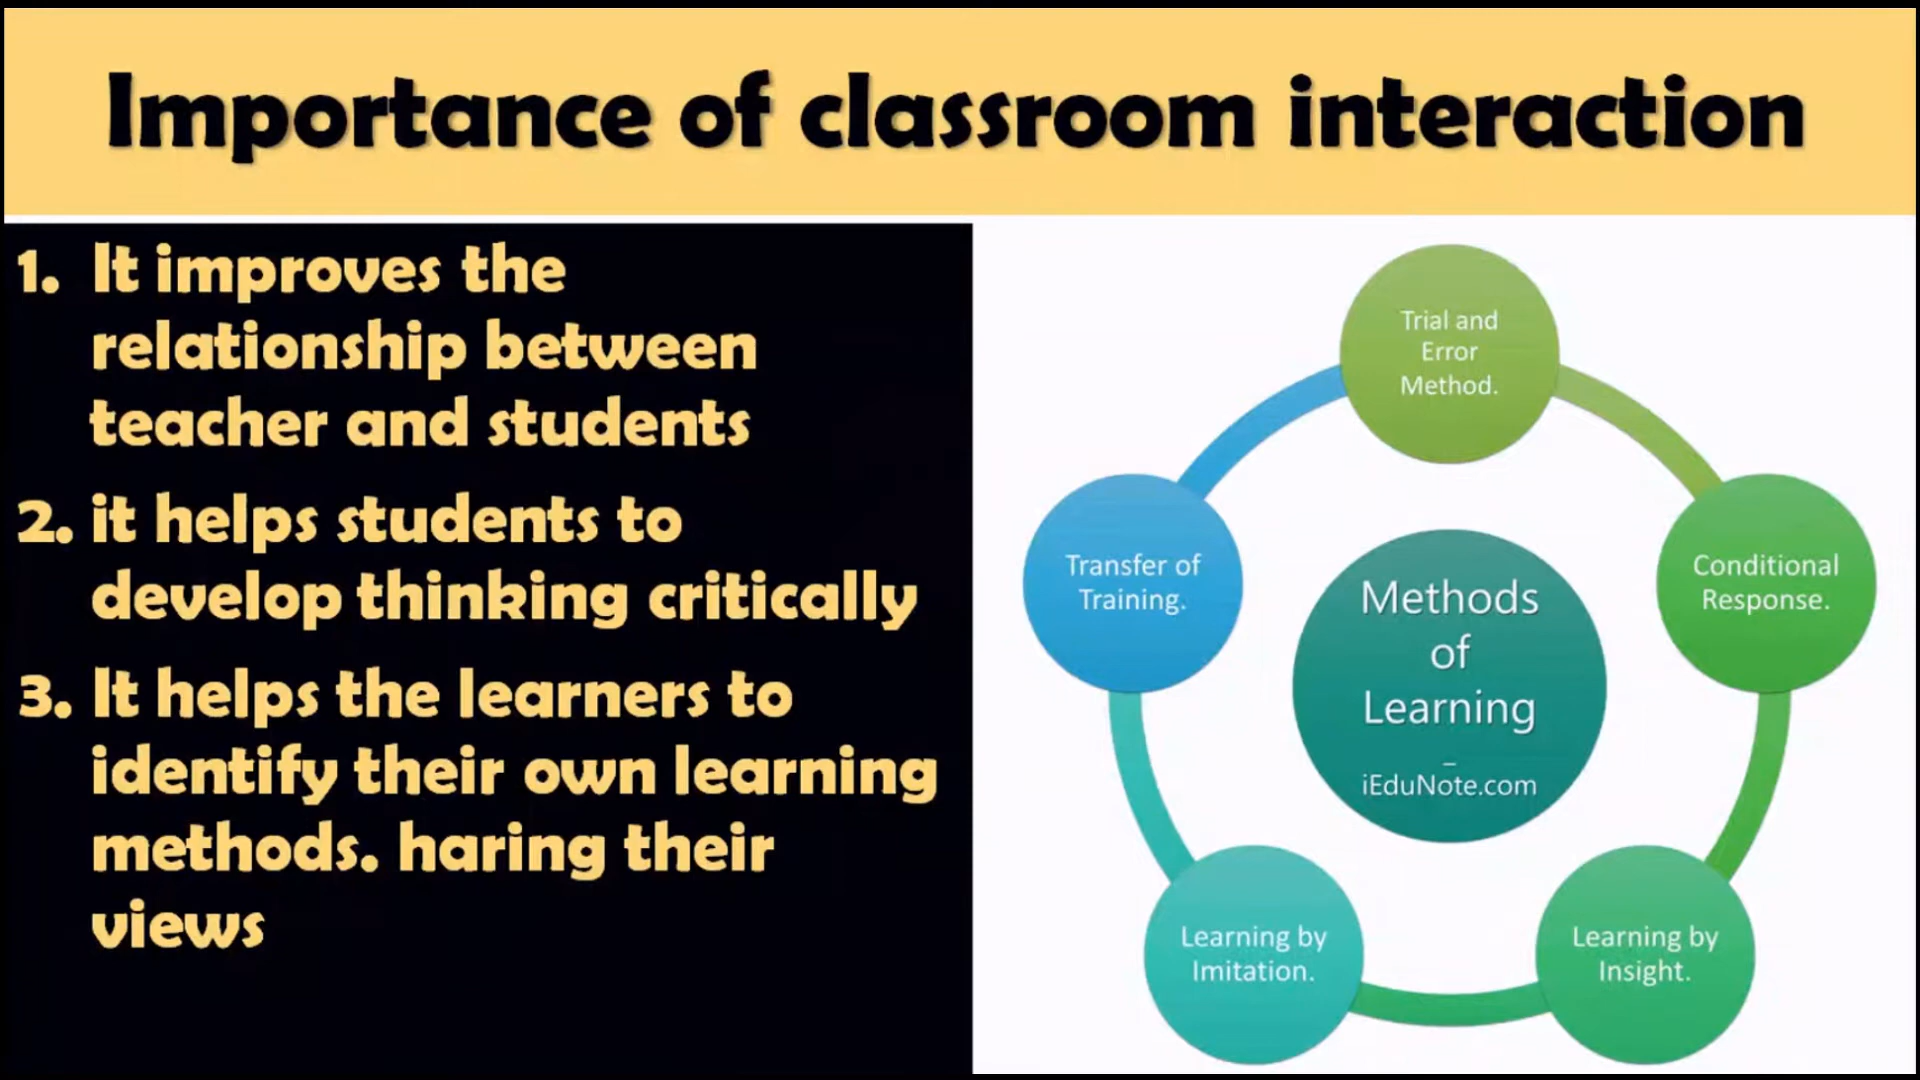 Importance of classroom interaction
1. It improves the
relationship between
teacher and students
2. it helps students to
develop thinking critically
3. It helps the learners to
identify their own learning
methods. haring their
views
Trial and
Error
Method.
Conditional
Response.
Learning by
Insight.
Learning by
Imitation.
Transfer of
Training.
Methods
of
Learning
–
iEduNote.com